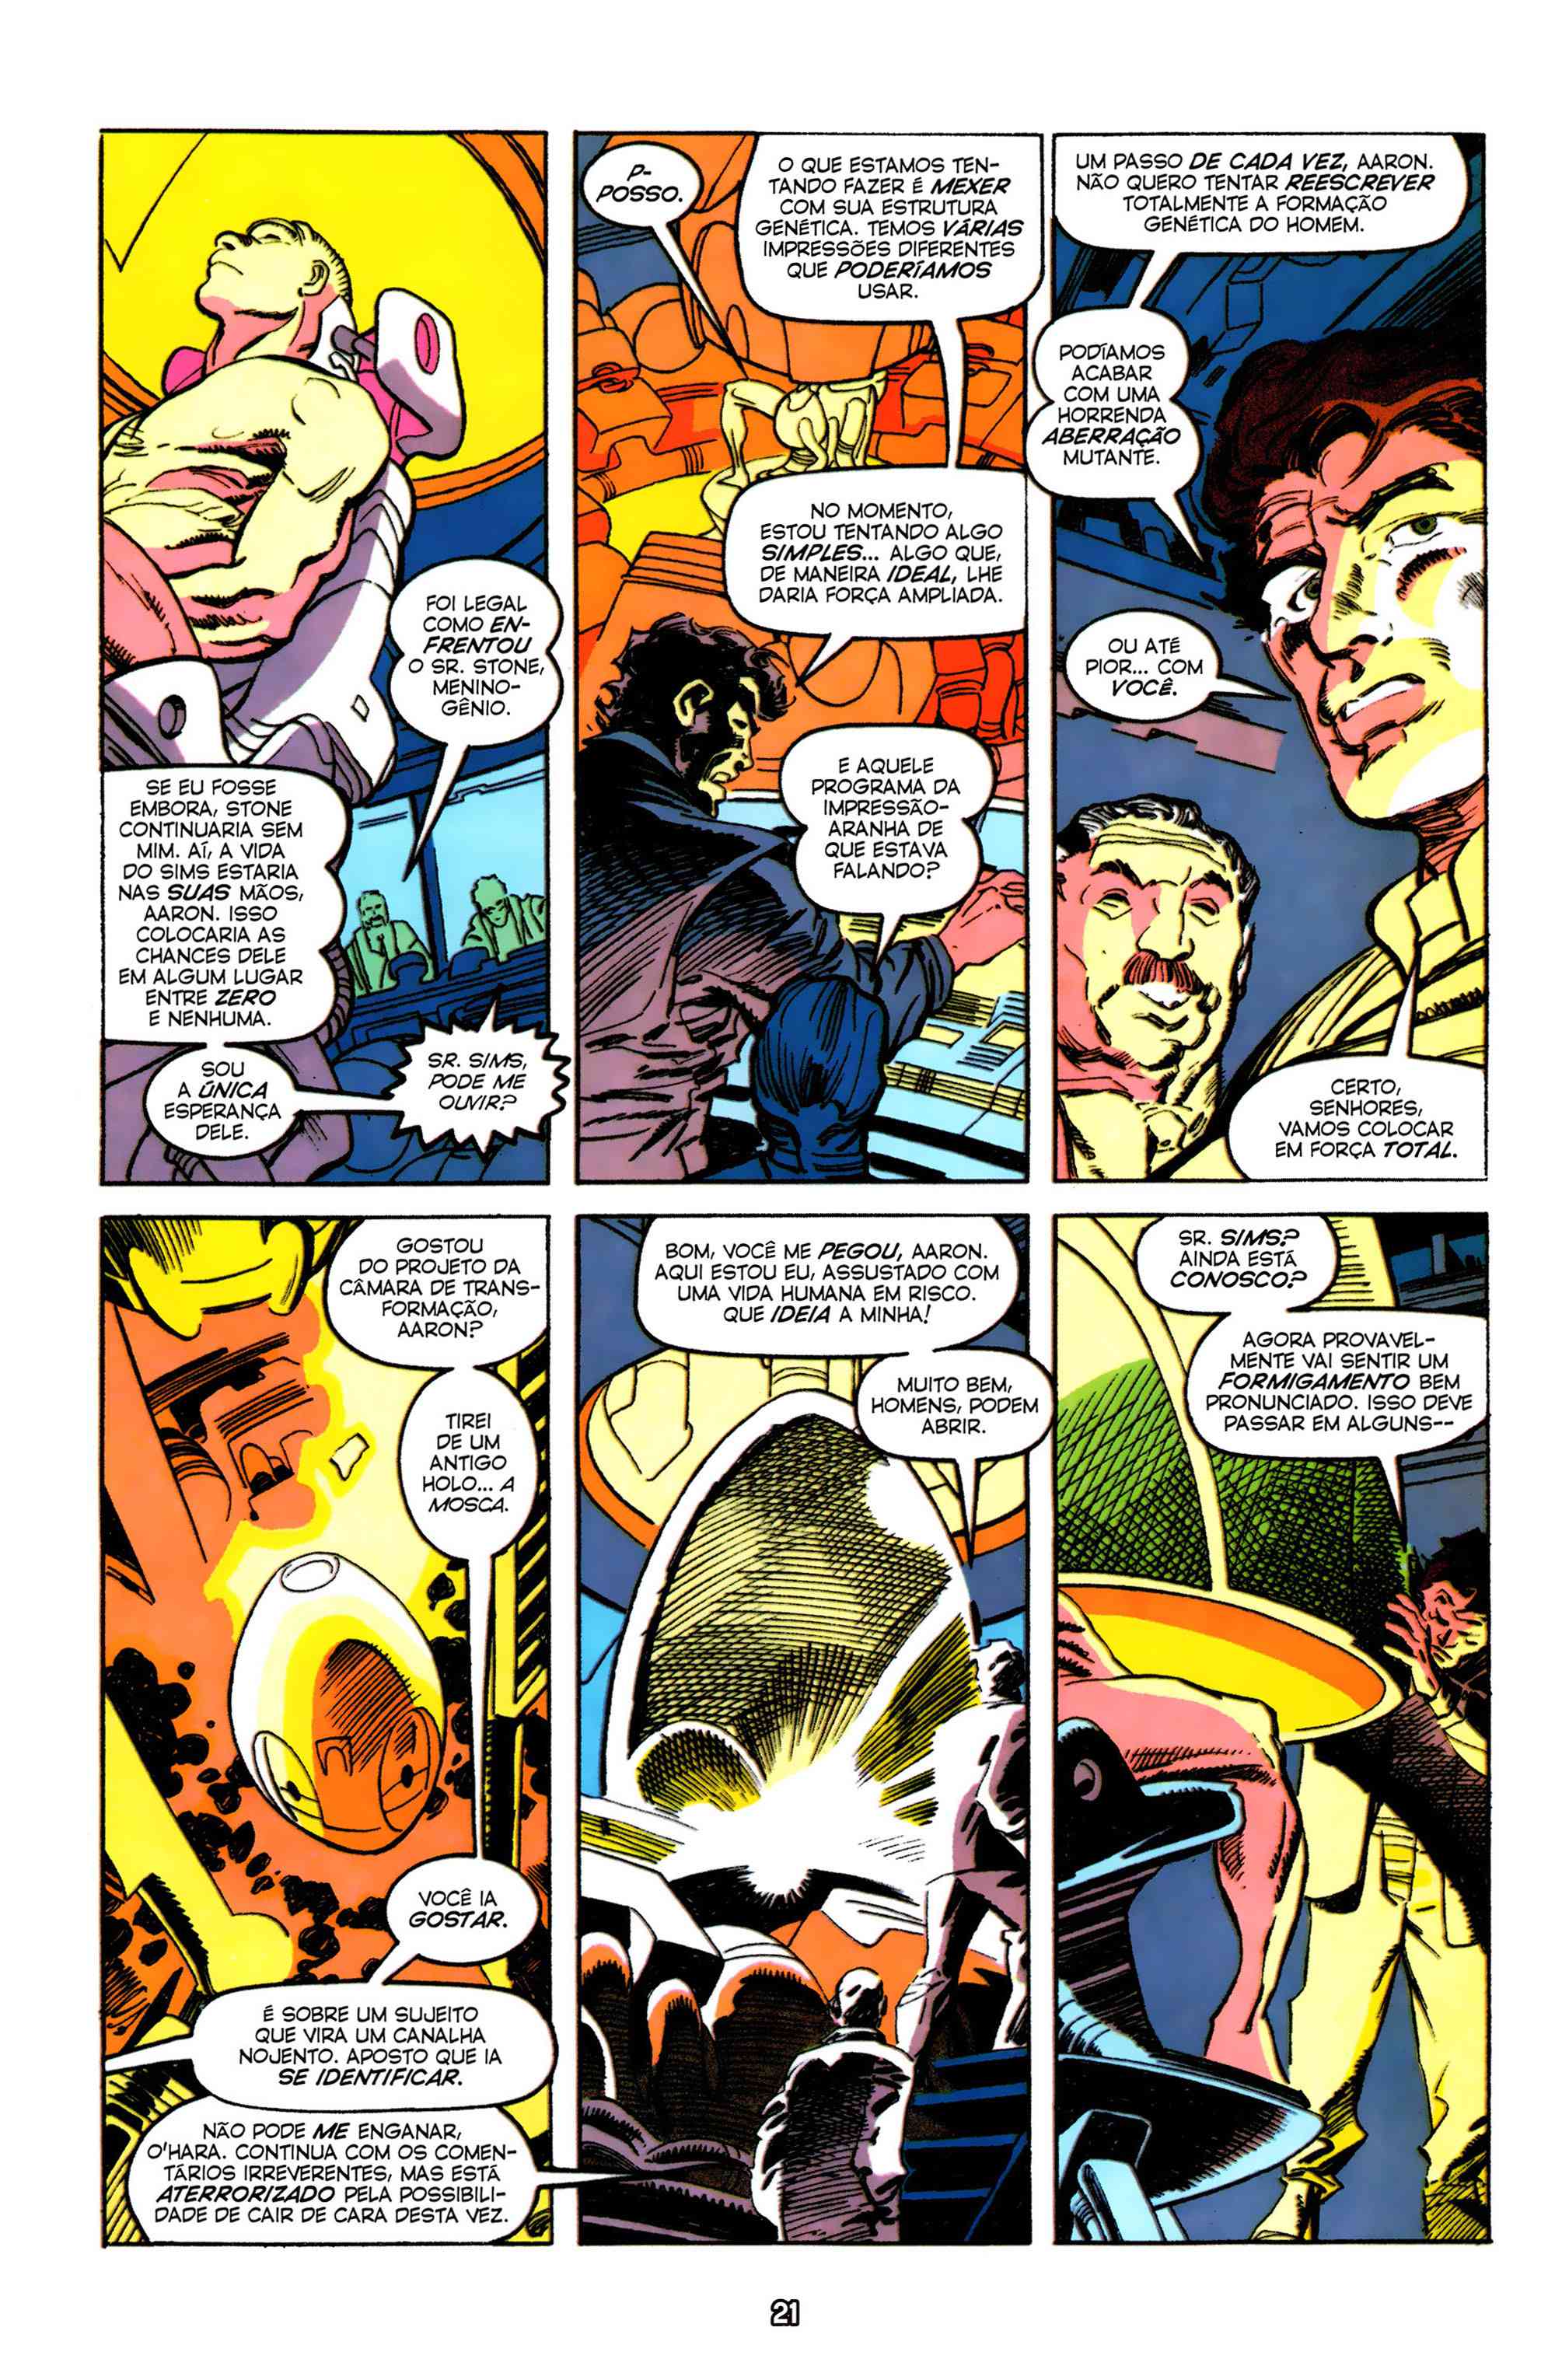 FOI LEGAL
COMO EN-
FRENTOU
O SR. STONE,
MENINO-
GÊNIO.
SE EU FOSSE
EMBORA, STONE
CONTINUARIA SEM
MIM. AÍ, A VIDA
DO SIMS ESTARIA
NAS SUAS MÃOS,
AARON. ISSO
COLOCARIA AS
CHANCES DELE
EM ALGUM LUGAR
ENTRE ZERO
E NENHUMA.
SOU
A ÚNICA
ESPERANÇA
DELE.
SR. SIMS,
PODE ME
OUVIR?
P-
POSSO.
O QUE ESTAMOS TEN-
TANDO FAZER É MEXER
COM SUA ESTRUTURA
GENÉTICA. TEMOS VÁRIAS
IMPRESSÕES DIFERENTES
QUE PODERÍAMOS
USAR.
NO MOMENTO,
ESTOU TENTANDO ALGO
SIMPLES... ALGO QUE,
DE MANEIRA IDEAL, LHE
DARIA FORÇA AMPLIADA.
E AQUELE
PROGRAMA DA
IMPRESSÃO-
ARANHA DE
QUE ESTAVA
FALANDO?
UM PASSO DE CADA VEZ, AARON.
NÃO QUERO TENTAR REESCREVER
TOTALMENTE A FORMAÇÃO
GENÉTICA DO HOMEM.
PODÍAMOS
ACABAR
COM UMA
HORRENDA
ABERRAÇÃO
MUTANTE.
OU ATÉ
PIOR... COM
VOCÊ.
CERTO,
SENHORES,
VAMOS COLOCAR
EM FORÇA TOTAL.
GOSTOU
DO PROJETO DA
CÂMARA DE TRANS-
FORMAÇÃO,
AARON?
TIREI
DE UM
ANTIGO
HOLO... A
MOSCA.
VOCÊ IA
GOSTAR.
É SOBRE UM SUJEITO
QUE VIRA UM CANALHA
NOJENTO. APOSTO QUE IA
SE IDENTIFICAR.
NÃO PODE ME ENGANAR,
O'HARA. CONTINUA COM OS COMEN-
TÁRIOS IRREVERENTES, MAS ESTÁ
ATERRORIZADO PELA POSSIBILI-
DADE DE CAIR DE CARA DESTA VEZ.
BOM, VOCÊ ME PEGOU, AARON.
AQUI ESTOU EU, ASSUSTADO COM
UMA VIDA HUMANA EM RISCO.
QUE IDEIA A MINHA!
MUITO BEM,
HOMENS, PODEM
ABRIR.
SR. SIMS?
AINDA ESTÁ
CONOSCO?
AGORA PROVAVEL-
MENTE VAI SENTIR UM
FORMIGAMENTO BEM
PRONUNCIADO. ISSO DEVE
PASSAR EM ALGUNS--
21